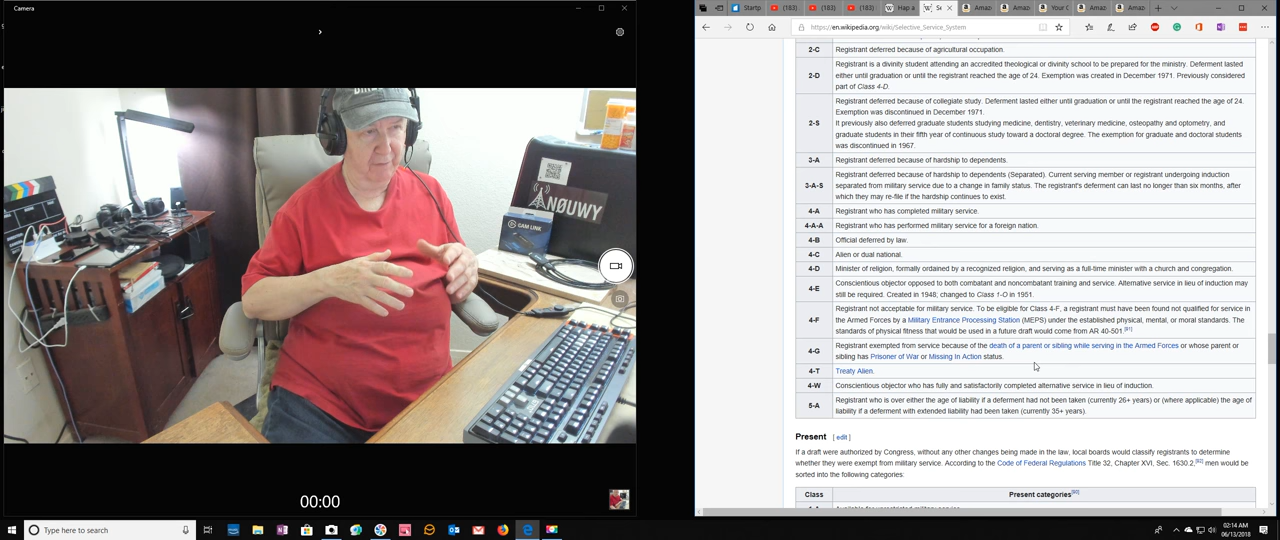 Camera
NØUWY
CAM LINK
00:00
Startp
(183)
(183)
(183)
Hap a
Se
Amaz
Amaz
Your C
Amaz
Amaz
Amaz
https://en.wikipedia.org/wiki/Selective_Service_System
2-C Registrant deferred because of agricultural occupation.
Registrant is a divinity student attending an accredited theological or divinity school to be prepared for the ministry. Deferment lasted
2-D either until graduation or until the registrant reached the age of 24. Exemption was created in December 1971. Previously considered
part of Class 4-D.
Registrant deferred because of collegiate study. Deferment lasted either until graduation or until the registrant reached the age of 24.
Exemption was discontinued in December 1971.
2-S It previously also deferred graduate students studying medicine, dentistry, veterinary medicine, osteopathy and optometry, and
graduate students in their fifth year of continuous study toward a doctoral degree. The exemption for graduate and doctoral students
was discontinued in 1967.
3-A Registrant deferred because of hardship to dependents.
Registrant deferred because of hardship to dependents (Separated). Current serving member or registrant undergoing induction
3-A-S separated from military service due to a change in family status. The registrant's deferment can last no longer than six months, after
which they may re-file if the hardship continues to exist.
4-A Registrant who has completed military service.
4-A-A Registrant who has performed military service for a foreign nation.
4-B Official deferred by law.
4-C Alien or dual national.
4-D Minister of religion, formally ordained by a recognized religion, and serving as a full-time minister with a church and congregation.
4-E Conscientious objector opposed to both combatant and noncombatant training and service. Alternative service in lieu of induction may
still be required. Created in 1948; changed to Class 1-O in 1951.
Registrant not acceptable for military service. To be eligible for Class 4-F, a registrant must have been found not qualified for service in
4-F the Armed Forces by a Military Entrance Processing Station (MEPS) under the established physical, mental, or moral standards. The
standards of physical fitness that would be used in a future draft would come from AR 40-501.[91]
4-G Registrant exempted from service because of the death of a parent or sibling while serving in the Armed Forces or whose parent or
sibling has Prisoner of War or Missing In Action status.
4-T Treaty Alien.
4-W Conscientious objector who has fully and satisfactorily completed alternative service in lieu of induction.
5-A Registrant who is over either the age of liability if a deferment had not been taken (currently 26+ years) or (where applicable) the age of
liability if a deferment with extended liability had been taken (currently 35+ years).
Present [ edit ]
If a draft were authorized by Congress, without any other changes being made in the law, local boards would classify registrants to determine
whether they were exempt from military service. According to the Code of Federal Regulations Title 32, Chapter XVI, Sec. 1630.2,[92] men would be
sorted into the following categories:
Class Present categories[93]
Type here to search
02:14 AM
06/13/2018